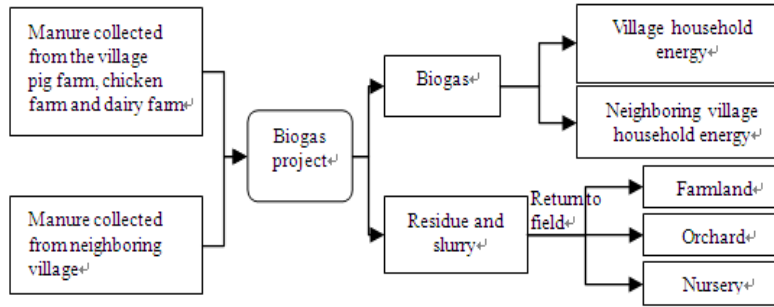 Manure collected
from the village
pig farm, chicken
farm and dairy farm↵
Manure collected
from neighboring
village↵
Biogas
project↵
Biogas↵
Residue and
slurry↵
Return to
field↵
Village household
energy↵
Neighboring village
household energy↵
Farmland↵
Orchard↵
Nursery↵